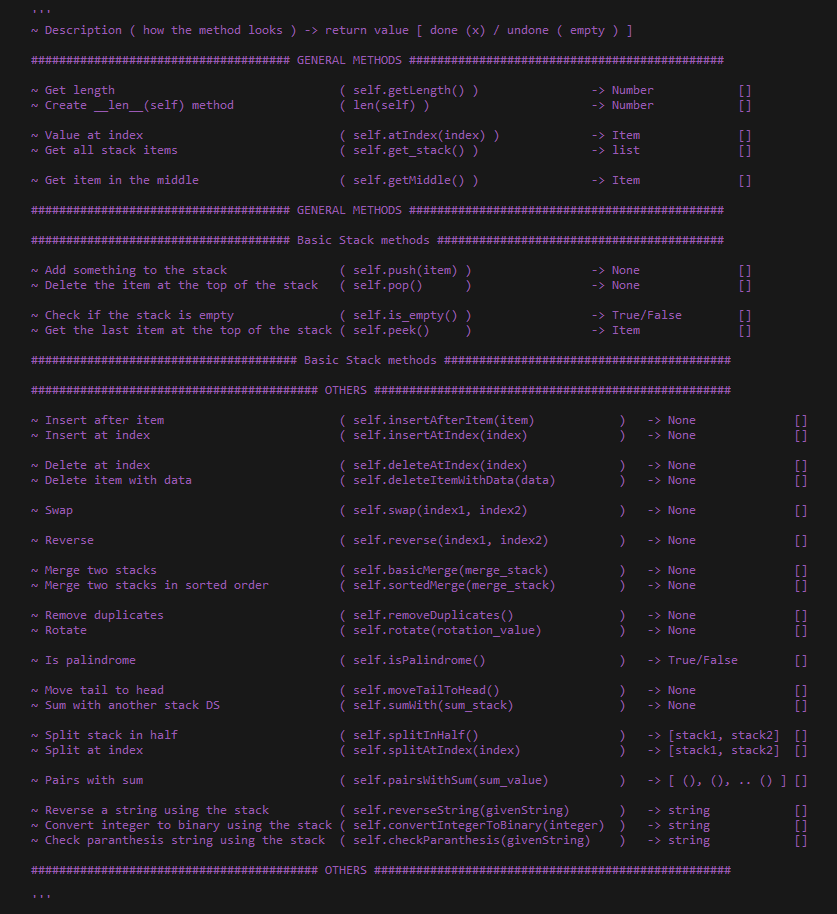 '''
~ Description ( how the method looks ) -> return value [ done (x) / undone ( empty ) ]
##################################### GENERAL METHODS #############################################
~ Get length ( self.getLength() ) -> Number []
~ Create __len__(self) method ( len(self) ) -> Number []
~ Value at index ( self.atIndex(index) ) -> Item []
~ Get all stack items ( self.get_stack() ) -> list []
~ Get item in the middle ( self.getMiddle() ) -> Item []
##################################### GENERAL METHODS #############################################
##################################### Basic Stack methods #########################################
~ Add something to the stack ( self.push(item) ) -> None []
~ Delete the item at the top of the stack ( self.pop() ) -> None []
~ Check if the stack is empty ( self.is_empty() ) -> True/False []
~ Get the last item at the top of the stack ( self.peek() ) -> Item []
###################################### Basic Stack methods #########################################
######################################### OTHERS ###################################################
~ Insert after item ( self.insertAfterItem(item) ) -> None []
~ Insert at index ( self.insertAtIndex(index) ) -> None []
~ Delete at index ( self.deleteAtIndex(index) ) -> None []
~ Delete item with data ( self.deleteItemWithData(data) ) -> None []
~ Swap ( self.swap(index1, index2) ) -> None []
~ Reverse ( self.reverse(index1, index2) ) -> None []
~ Merge two stacks ( self.basicMerge(merge_stack) ) -> None []
~ Merge two stacks in sorted order ( self.sortedMerge(merge_stack) ) -> None []
~ Remove duplicates ( self.removeDuplicates() ) -> None []
~ Rotate ( self.rotate(rotation_value) ) -> None []
~ Is palindrome ( self.isPalindrome() ) -> True/False []
~ Move tail to head ( self.moveTailToHead() ) -> None []
~ Sum with another stack DS ( self.sumWith(sum_stack) ) -> None []
~ Split stack in half ( self.splitInHalf() ) -> [stack1, stack2] []
~ Split at index ( self.splitAtIndex(index) ) -> [stack1, stack2] []
~ Pairs with sum ( self.pairsWithSum(sum_value) ) -> [ (), (), .. () ] []
~ Reverse a string using the stack ( self.reverseString(givenString) ) -> string []
~ Convert integer to binary using the stack ( self.convertIntegerToBinary(integer) ) -> string []
~ Check paranthesis string using the stack ( self.checkParanthesis(givenString) ) -> string []
######################################### OTHERS ###################################################
'''